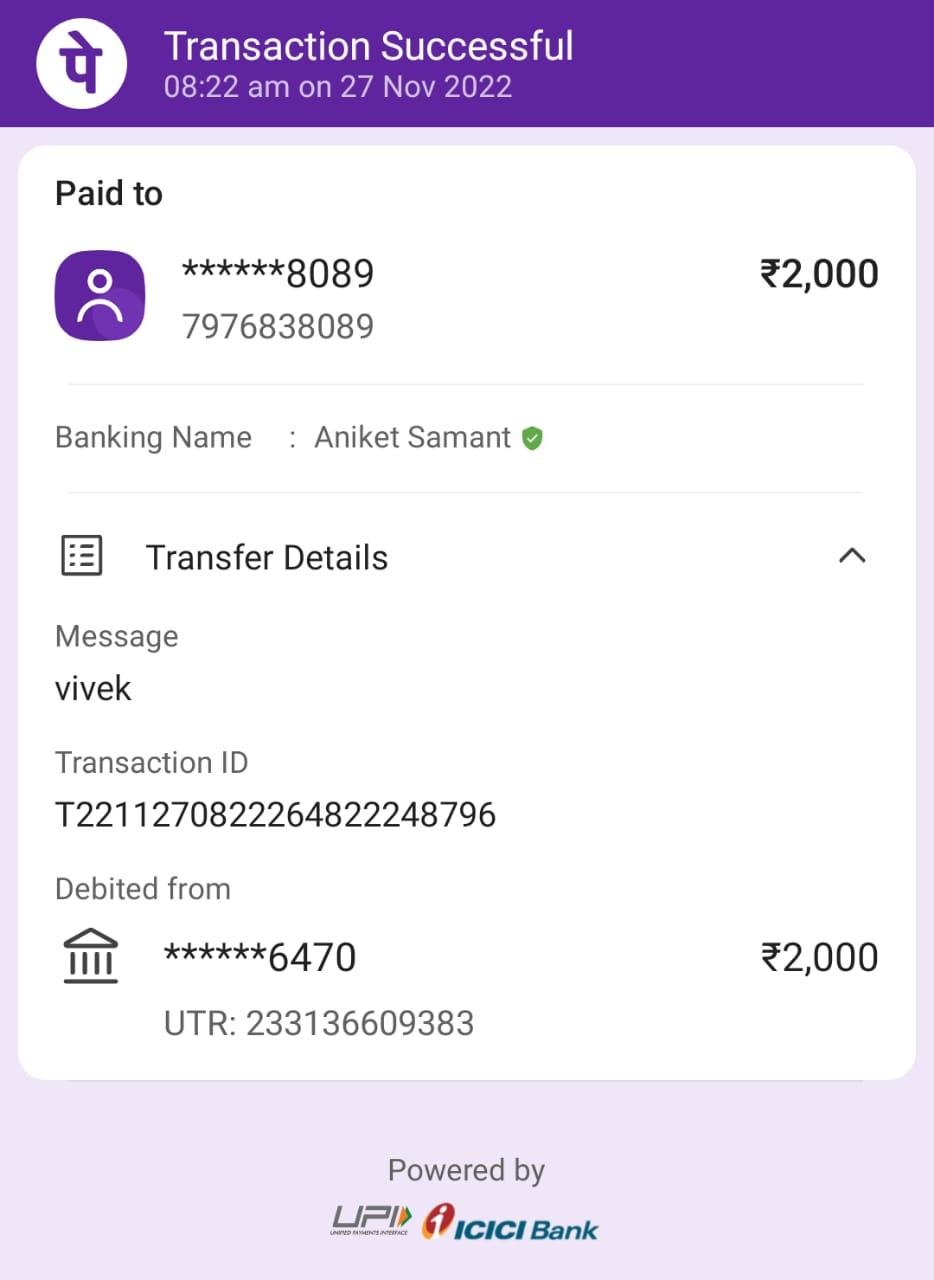 पे
Transaction Successful
08:22 am on 27 Nov 2022
Paid to
******8089
₹2,000
7976838089
Banking Name : Aniket Samant
Transfer Details
Message
vivek
Transaction ID
T2211270822264822248796
Debited from
******6470
₹2,000
UTR: 233136609383
Powered by
UPI
UNIFIED PAYMENTS INTERFACE
ICICI Bank